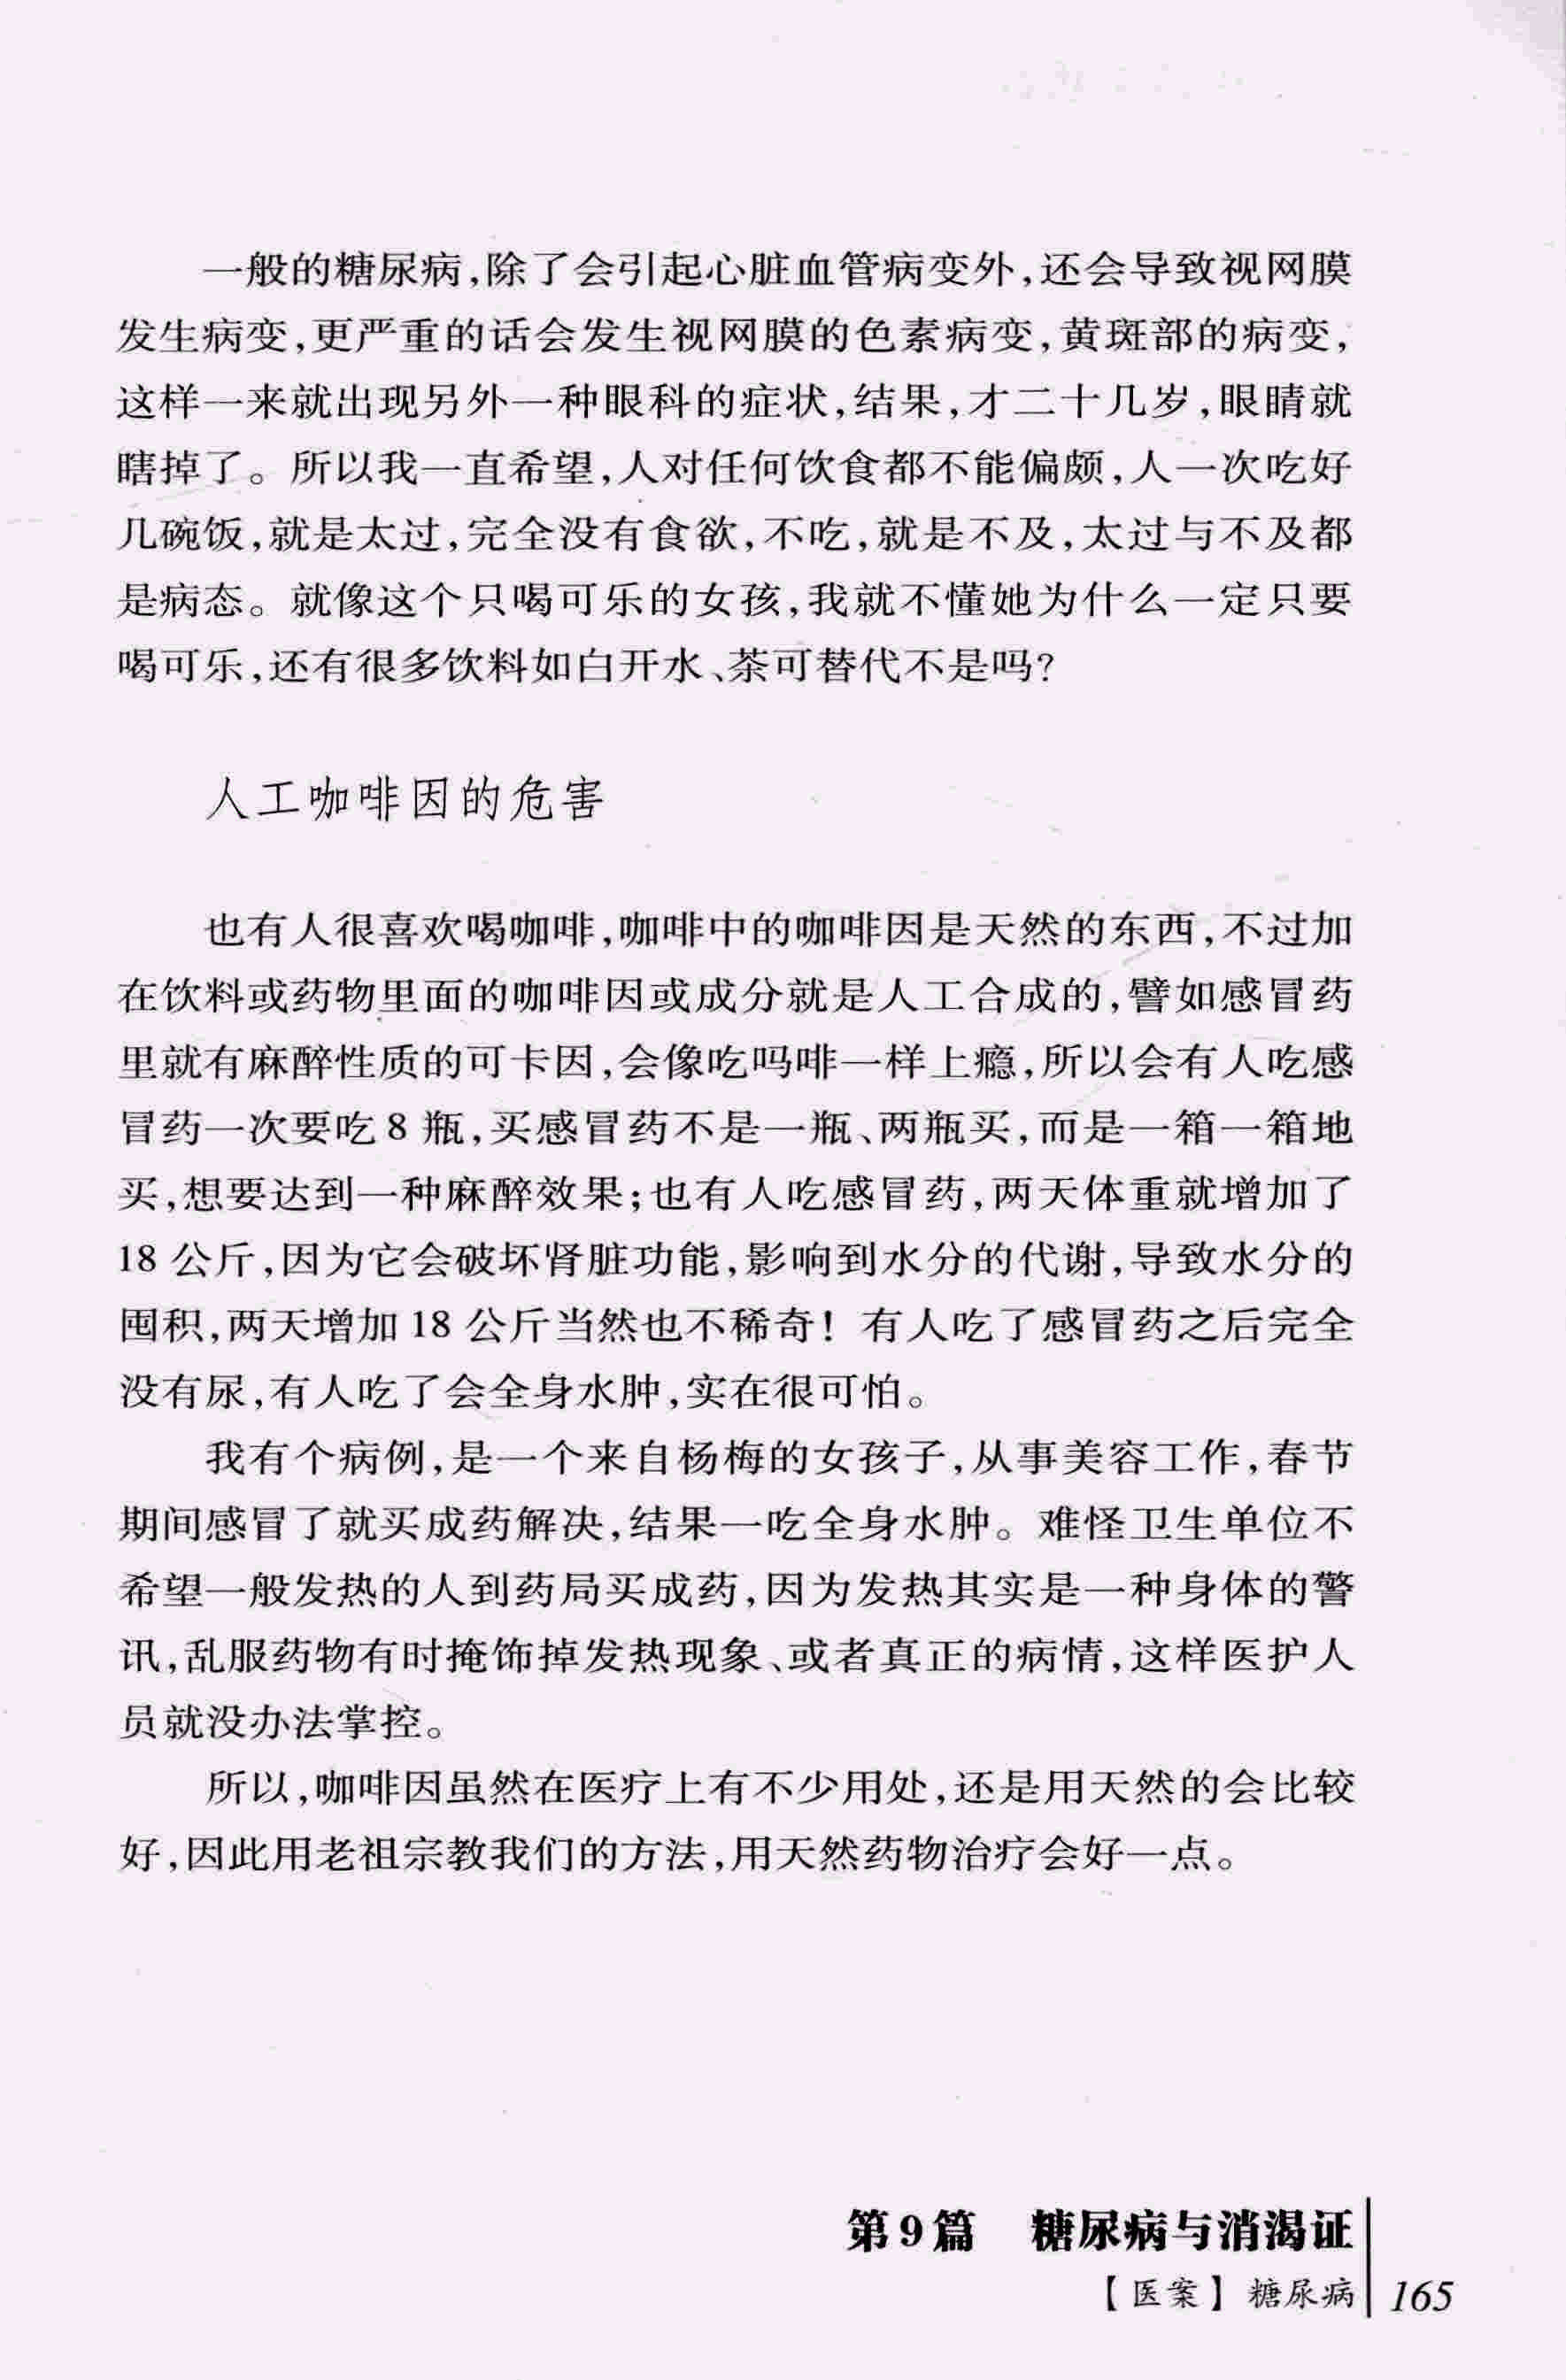 一般的糖尿病,除了会引起心脏血管病变外,还会导致视网膜
发生病变,更严重的话会发生视网膜的色素病变,黄斑部的病变,
这样一来就出现另外一种眼科的症状,结果,才二十几岁,眼睛就
瞎掉了。所以我一直希望,人对任何饮食都不能偏颇,人一次吃好
几碗饭,就是太过,完全没有食欲,不吃,就是不及,太过与不及都
是病态。就像这个只喝可乐的女孩,我就不懂她为什么一定只要
喝可乐,还有很多饮料如白开水、茶可替代不是吗?
人工咖啡因的危害
也有人很喜欢喝咖啡,咖啡中的咖啡因是天然的东西,不过加
在饮料或药物里面的咖啡因或成分就是人工合成的,譬如感冒药
里就有麻醉性质的可卡因,会像吃吗啡一样上瘾,所以会有人吃感
冒药一次要吃8瓶,买感冒药不是一瓶、两瓶买,而是一箱一箱地
买,想要达到一种麻醉效果;也有人吃感冒药,两天体重就增加了
18公斤,因为它会破坏肾脏功能,影响到水分的代谢,导致水分的
囤积,两天增加18公斤当然也不稀奇!有人吃了感冒药之后完全
没有尿,有人吃了会全身水肿,实在很可怕。
我有个病例,是一个来自杨梅的女孩子,从事美容工作,春节
期间感冒了就买成药解决,结果一吃全身水肿。难怪卫生单位不
希望一般发热的人到药局买成药,因为发热其实是一种身体的警
讯,乱服药物有时掩饰掉发热现象、或者真正的病情,这样医护人
员就没办法掌控。
所以,咖啡因虽然在医疗上有不少用处,还是用天然的会比较
好,因此用老祖宗教我们的方法,用天然药物治疗会好一点。
第9篇 糖尿病与消渴证
【医案】糖尿病 165